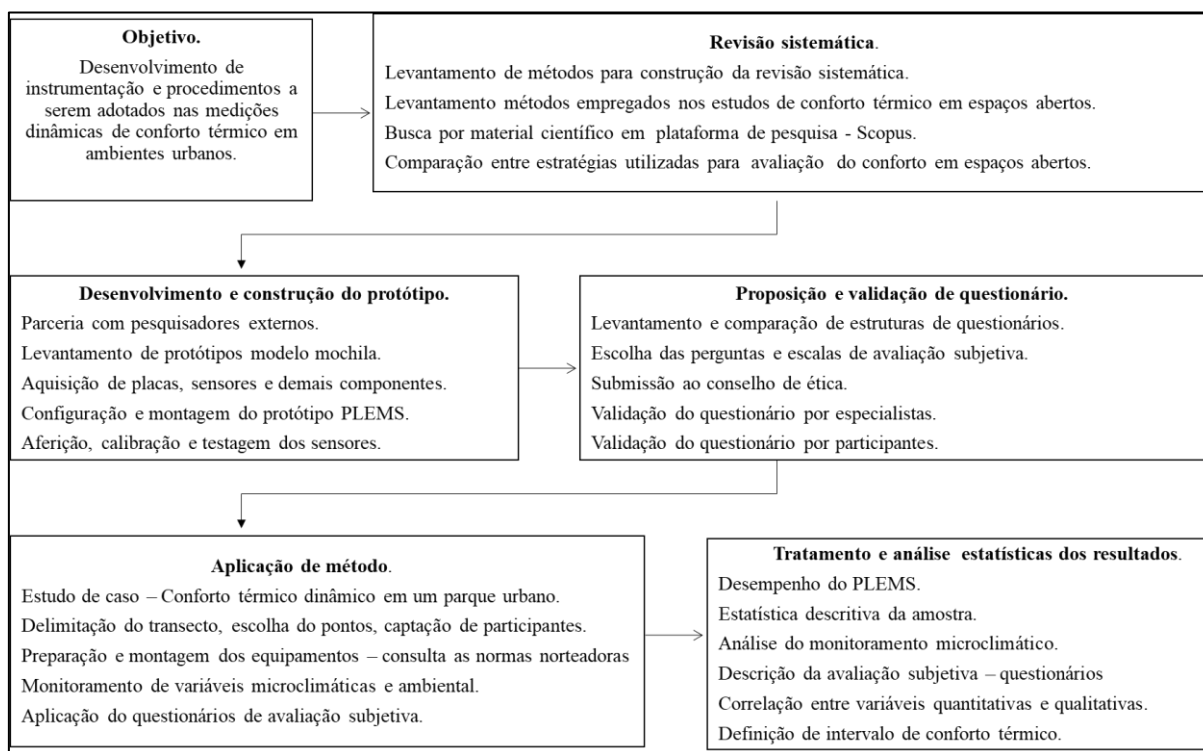 Objetivo.
Desenvolvimento de
instrumentação e procedimentos a
serem adotados nas medições
dinâmicas de conforto térmico em
ambientes urbanos.
Revisão sistemática.
Levantamento de métodos para construção da revisão sistemática.
Levantamento métodos empregados nos estudos de conforto térmico em espaços abertos.
Busca por material científico em plataforma de pesquisa - Scopus.
Comparação entre estratégias utilizadas para avaliação do conforto em espaços abertos.
Desenvolvimento e construção do protótipo.
Parceria com pesquisadores externos.
Levantamento de protótipos modelo mochila.
Aquisição de placas, sensores e demais componentes.
Configuração e montagem do protótipo PLEMS.
Aferição, calibração e testagem dos sensores.
Proposição e validação de questionário.
Levantamento e comparação de estruturas de questionários.
Escolha das perguntas e escalas de avaliação subjetiva.
Submissão ao conselho de ética.
Validação do questionário por especialistas.
Validação do questionário por participantes.
Aplicação de método.
Estudo de caso – Conforto térmico dinâmico em um parque urbano.
Delimitação do transecto, escolha do pontos, captação de participantes.
Preparação e montagem dos equipamentos – consulta as normas norteadoras
Monitoramento de variáveis microclimáticas e ambiental.
Aplicação do questionários de avaliação subjetiva.
Tratamento e análise estatísticas dos resultados.
Desempenho do PLEMS.
Estatística descritiva da amostra.
Análise do monitoramento microclimático.
Descrição da avaliação subjetiva – questionários
Correlação entre variáveis quantitativas e qualitativas.
Definição de intervalo de conforto térmico.